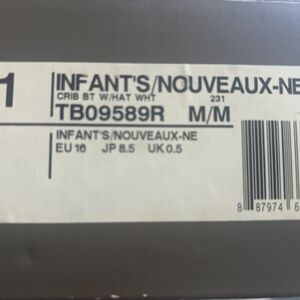 1
INFANT'S/NOUVEAUX-NE
CRIB BT W/HAT WHT 231
TB09589R M/M
INFANT'S/NOUVEAUX-NE
EU 16 JP 8.5 UK 0.5
8 87974 6